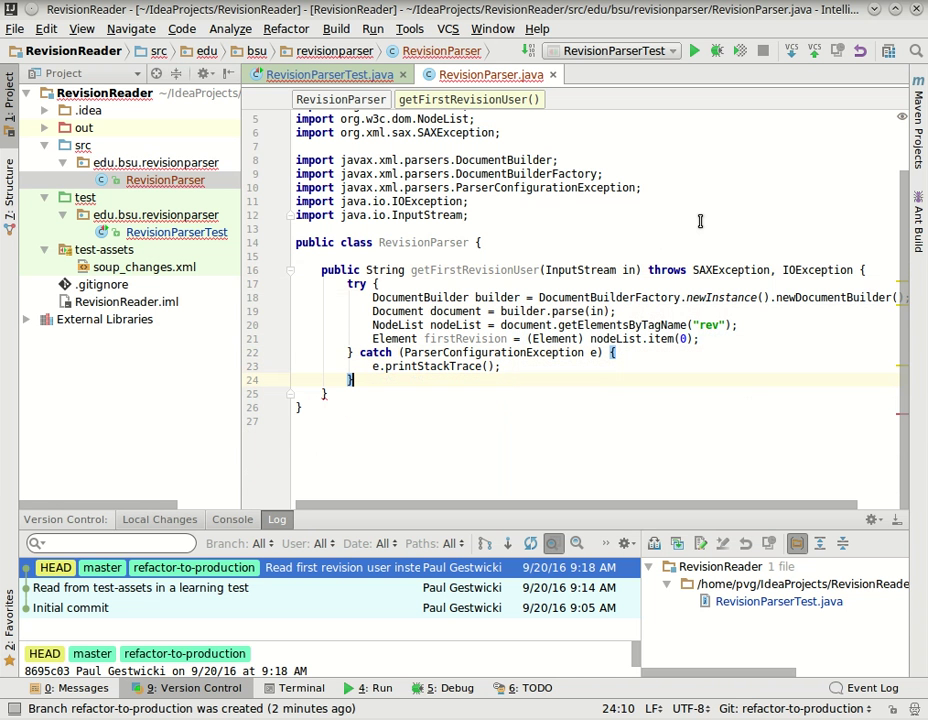 RevisionReader - [~/IdeaProjects/RevisionReader] - [RevisionReader] - ~/IdeaProjects/RevisionReader/src/edu/bsu/revisionparser/RevisionParser.java - Intelli...
File Edit View Navigate Code Analyze Refactor Build Run Tools VCS Window Help
RevisionReader src edu bsu revisionparser RevisionParser RevisionParserTest VCS VCS
Project RevisionParserTest.java × RevisionParser.java ×
RevisionParser getFirstRevisionUser()
1: Project
7: Structure
2: Favorites
RevisionReader ~/IdeaProjects/
.idea
out
src
edu.bsu.revisionparser
RevisionParser
test
edu.bsu.revisionparser
RevisionParserTest
test-assets
soup_changes.xml
.gitignore
RevisionReader.iml
External Libraries
5 import org.w3c.dom.NodeList;
6 import org.xml.sax.SAXException;
7
8 import javax.xml.parsers.DocumentBuilder;
9 import javax.xml.parsers.DocumentBuilderFactory;
10 import javax.xml.parsers.ParserConfigurationException;
11 import java.io.IOException;
12 import java.io.InputStream;
13
14 public class RevisionParser {
15
16 public String getFirstRevisionUser(InputStream in) throws SAXException, IOException {
17 try {
18 DocumentBuilder builder = DocumentBuilderFactory.newInstance().newDocumentBuilder();
19 Document document = builder.parse(in);
20 NodeList nodeList = document.getElementsByTagName("rev");
21 Element firstRevision = (Element) nodeList.item(0);
22 } catch (ParserConfigurationException e) {
23 e.printStackTrace();
24 }
25 }
26 }
27
Maven Projects
Ant Build
Version Control: Local Changes Console Log
Branch: All User: All Date: All Paths: All
HEAD master refactor-to-production Read first revision user inste Paul Gestwicki 9/20/16 9:18 AM
Read from test-assets in a learning test Paul Gestwicki 9/20/16 9:14 AM
Initial commit Paul Gestwicki 9/20/16 9:05 AM
HEAD master refactor-to-production
8695c03 Paul Gestwicki on 9/20/16 at 9:18 AM
RevisionReader 1 file
/home/pvg/IdeaProjects/RevisionReade
RevisionParserTest.java
0: Messages 9: Version Control Terminal 4: Run 5: Debug 6: TODO Event Log
Branch refactor-to-production was created (2 minutes ago) 24:10 LF UTF-8 Git: refactor-to-production